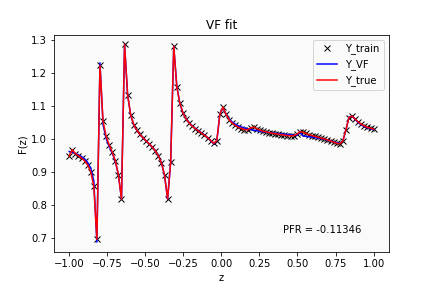 VF fit
1.3
1.2
1.1
1.0
0.9
0.8
0.7
F(z)
Y_train
Y_VF
Y_true
PFR = -0.11346
−1.00 −0.75 −0.50 −0.25 0.00 0.25 0.50 0.75 1.00
z